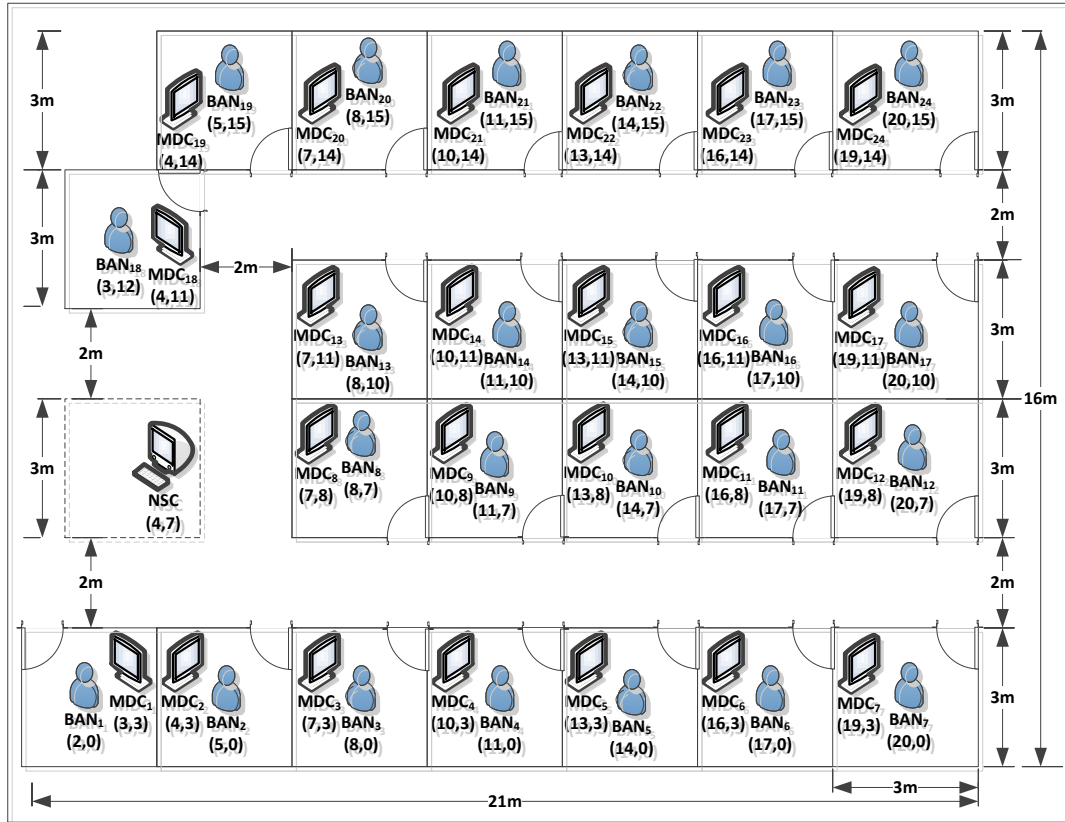 3m
BAN19
(5,15)
MDC19
(4,14)
BAN20
(8,15)
MDC20
(7,14)
BAN21
(11,15)
MDC21
(10,14)
BAN22
(14,15)
MDC22
(13,14)
BAN23
(17,15)
MDC23
(16,14)
BAN24
(20,15)
MDC24
(19,14)
3m
3m
BAN18
(3,12)
MDC18
(4,11)
2m
2m
MDC13
(7,11)
BAN13
(8,10)
MDC14
(10,11)
BAN14
(11,10)
MDC15
(13,11)
BAN15
(14,10)
MDC16
(16,11)
BAN16
(17,10)
MDC17
(19,11)
BAN17
(20,10)
3m
2m
16m
3m
NSC
(4,7)
MDC8
(7,8)
BAN8
(8,7)
MDC9
(10,8)
BAN9
(11,7)
MDC10
(13,8)
BAN10
(14,7)
MDC11
(16,8)
BAN11
(17,7)
MDC12
(19,8)
BAN12
(20,7)
3m
2m
2m
BAN1
(2,0)
MDC1
(3,3)
MDC2
(4,3)
BAN2
(5,0)
MDC3
(7,3)
BAN3
(8,0)
MDC4
(10,3)
BAN4
(11,0)
MDC5
(13,3)
BAN5
(14,0)
MDC6
(16,3)
BAN6
(17,0)
MDC7
(19,3)
BAN7
(20,0)
3m
3m
21m